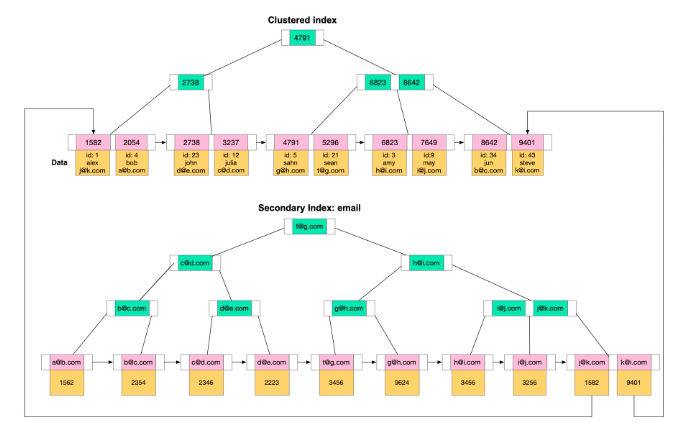 Clustered index
4791
2738
6823 8642
1582 2054 2738 3237 4791 5296 6823 7649 8642 9401
Data
id: 1 id: 4 id: 23 id: 12 id: 5 id: 21 id: 3 id:9 id: 34 id: 43
alex bob john julia sahn sean amy may jun steve
j@k.com a@b.com d@e.com c@d.com g@h.com t@g.com h@i.com i@j.com b@c.com k@l.com
Secondary Index: email
t@g.com
c@d.com h@i.com
b@c.com d@e.com g@h.com i@j.com j@k.com
a@b.com b@c.com c@d.com d@e.com t@g.com g@h.com h@i.com i@j.com j@k.com k@l.com
1562 2354 2346 2223 3456 9624 3456 3256 1582 9401